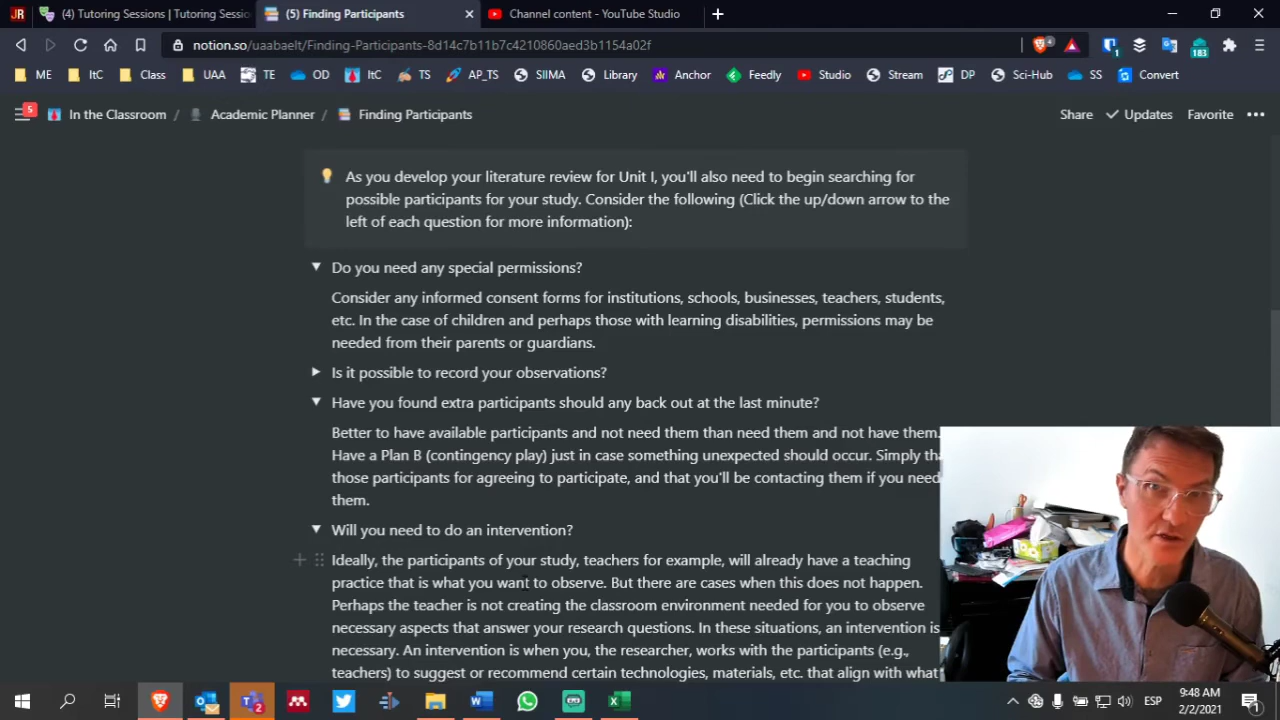 (4) Tutoring Sessions | Tutoring Sessio
(5) Finding Participants
Channel content - YouTube Studio
notion.so/uaabaelt/Finding-Participants-8d14c7b11b7c4210860aed3b1154a02f
4
1
183
ME ItC Class UAA TE OD ItC TS AP_TS SIIMA Library Anchor Feedly Studio Stream DP Sci-Hub SS Convert
5
In the Classroom / Academic Planner / Finding Participants
Share Updates Favorite
As you develop your literature review for Unit I, you'll also need to begin searching for
possible participants for your study. Consider the following (Click the up/down arrow to the
left of each question for more information):
Do you need any special permissions?
Consider any informed consent forms for institutions, schools, businesses, teachers, students,
etc. In the case of children and perhaps those with learning disabilities, permissions may be
needed from their parents or guardians.
Is it possible to record your observations?
Have you found extra participants should any back out at the last minute?
Better to have available participants and not need them than need them and not have them.
Have a Plan B (contingency play) just in case something unexpected should occur. Simply tha
those participants for agreeing to participate, and that you'll be contacting them if you need
them.
Will you need to do an intervention?
Ideally, the participants of your study, teachers for example, will already have a teaching
practice that is what you want to observe. But there are cases when this does not happen.
Perhaps the teacher is not creating the classroom environment needed for you to observe
necessary aspects that answer your research questions. In these situations, an intervention is
necessary. An intervention is when you, the researcher, works with the participants (e.g.,
teachers) to suggest or recommend certain technologies, materials, etc. that align with what
2
ESP
9:48 AM
2/2/2021
1